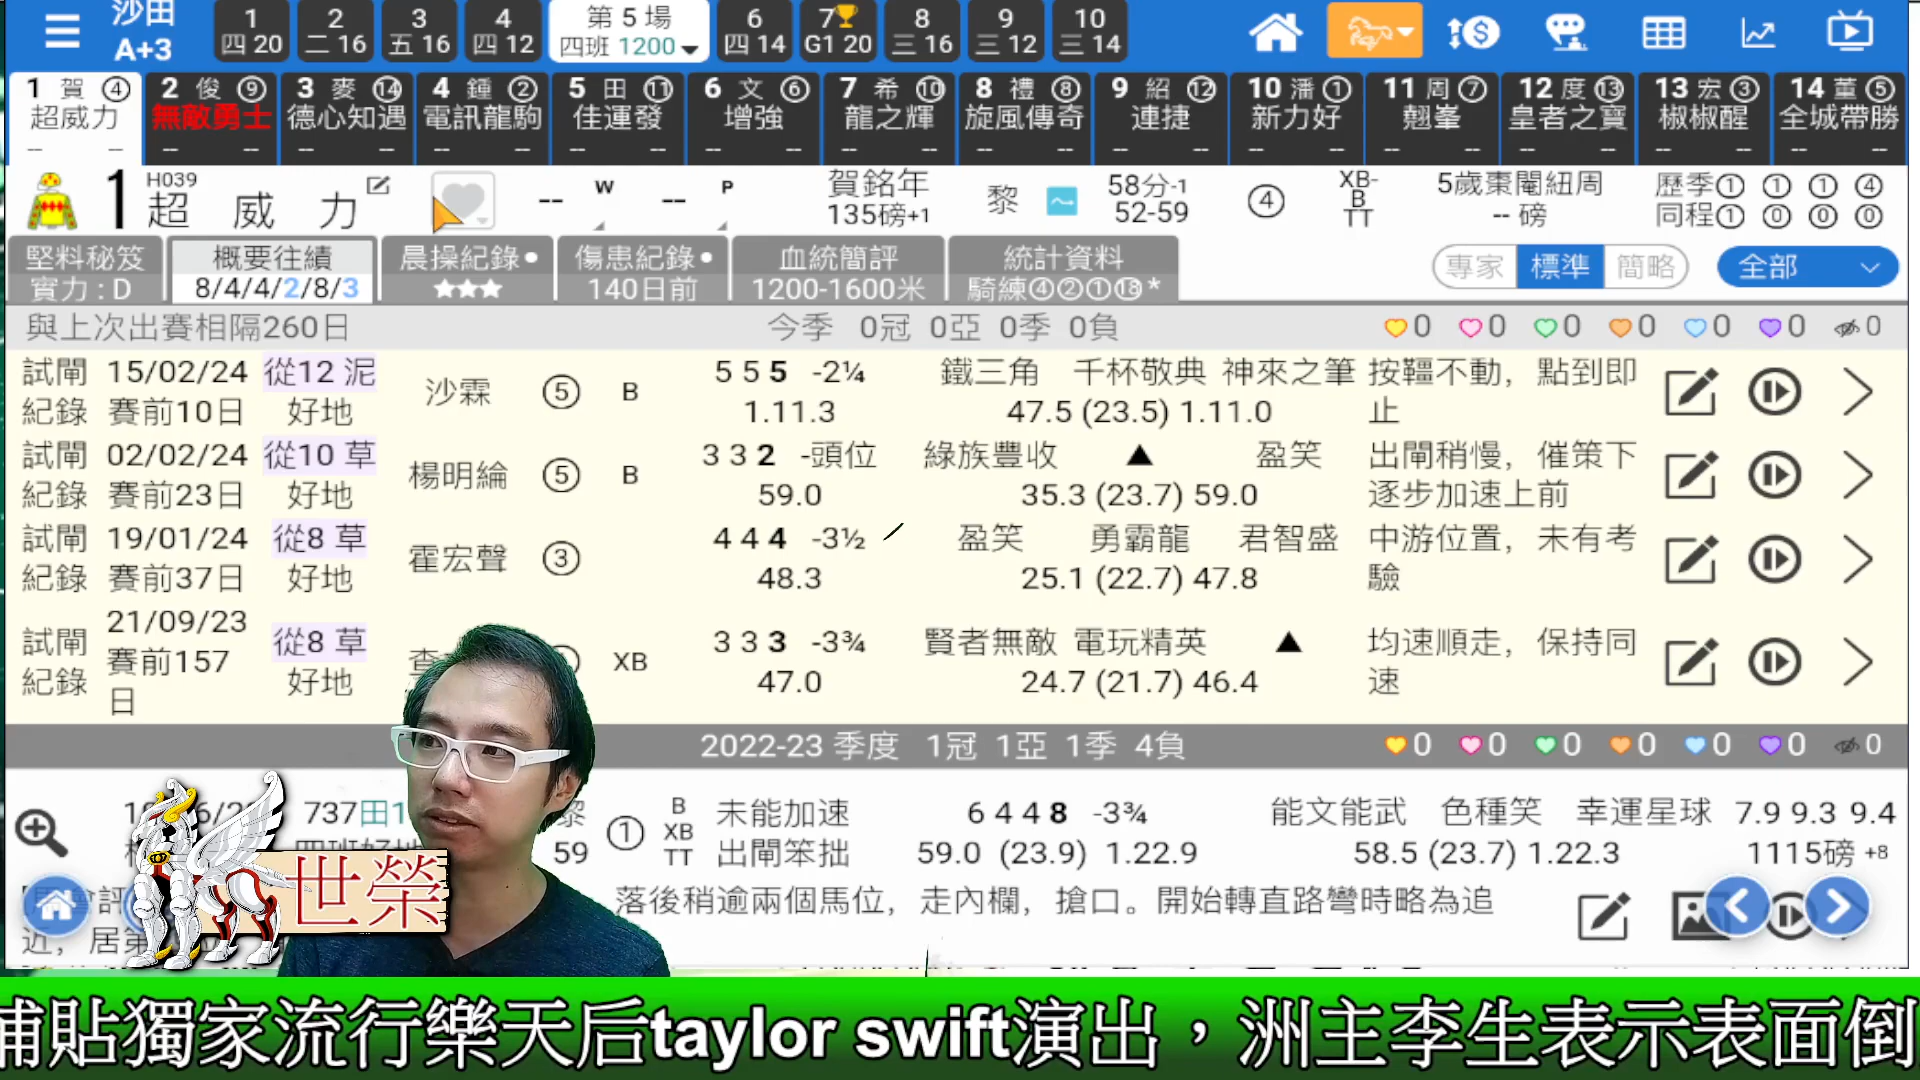 沙田 A+3
1 四 20
2 二 16
3 五 16
4 四 12
第 5 場 四班 1200
6 四 14
7 G1 20
8 三 16
9 三 12
10 三 14
1 賀 ④ 超威力 -- --
2 俊 ⑨ 無敵勇士 -- --
3 麥 ⑭ 德心知遇 -- --
4 鍾 ② 電訊龍駒 -- --
5 田 ⑪ 佳運發 -- --
6 文 ⑥ 增強 -- --
7 希 ⑩ 龍之輝 -- --
8 禮 ⑧ 旋風傳奇 -- --
9 紹 ⑫ 連捷 -- --
10 潘 ① 新力好 -- --
11 周 ⑦ 翹峯 -- --
12 度 ⑬ 皇者之寶 -- --
13 宏 ③ 椒椒醒 -- --
14 董 ⑤ 全城帶勝 -- --
1 H039 超 威 力 -- W -- P 賀銘年 135磅+1 黎 58分-1 52-59 ④ XB- B TT 5歲棗閹紐周 -- 磅
歷季① ① ① ④
同程① ⓪ ⓪ ⓪
堅料秘笈 實力 : D
概要往績 8/4/4/2/8/3
晨操紀錄• ★★★
傷患紀錄• 140日前
血統簡評 1200-1600米
統計資料 騎練④②①⑱*
專家 標準 簡略 全部
與上次出賽相隔260日 今季 0冠 0亞 0季 0負 0 0 0 0 0 0 0
試閘 15/02/24 從12 泥 沙霖 ⑤ B 5 5 5 -2¼ 鐵三角 千杯敬典 神來之筆 按韁不動，點到即
紀錄 賽前10日 好地 1.11.3 47.5 (23.5) 1.11.0 止
試閘 02/02/24 從10 草 楊明綸 ⑤ B 3 3 2 -頭位 綠族豐收 ▲ 盈笑 出閘稍慢，催策下
紀錄 賽前23日 好地 59.0 35.3 (23.7) 59.0 逐步加速上前
試閘 19/01/24 從8 草 霍宏聲 ③ 4 4 4 -3½ 盈笑 勇霸龍 君智盛 中游位置，未有考
紀錄 賽前37日 好地 48.3 25.1 (22.7) 47.8 驗
試閘 21/09/23 從8 草 XB 3 3 3 -3¾ 賢者無敵 電玩精英 ▲ 均速順走，保持同
紀錄 賽前157日 好地 47.0 24.7 (21.7) 46.4 速
2022-23 季度 1冠 1亞 1季 4負 0 0 0 0 0 0 0
737田 ① B XB TT 未能加速 6 4 4 8 -3¾ 能文能武 色種笑 幸運星球 7.9 9.3 9.4
59 出閘笨拙 59.0 (23.9) 1.22.9 58.5 (23.7) 1.22.3 1115磅 +8
落後稍逾兩個馬位，走內欄，搶口。開始轉直路彎時略為追
近，居第
世榮
補貼獨家流行樂天后taylor swift演出，洲主李生表示表面倒